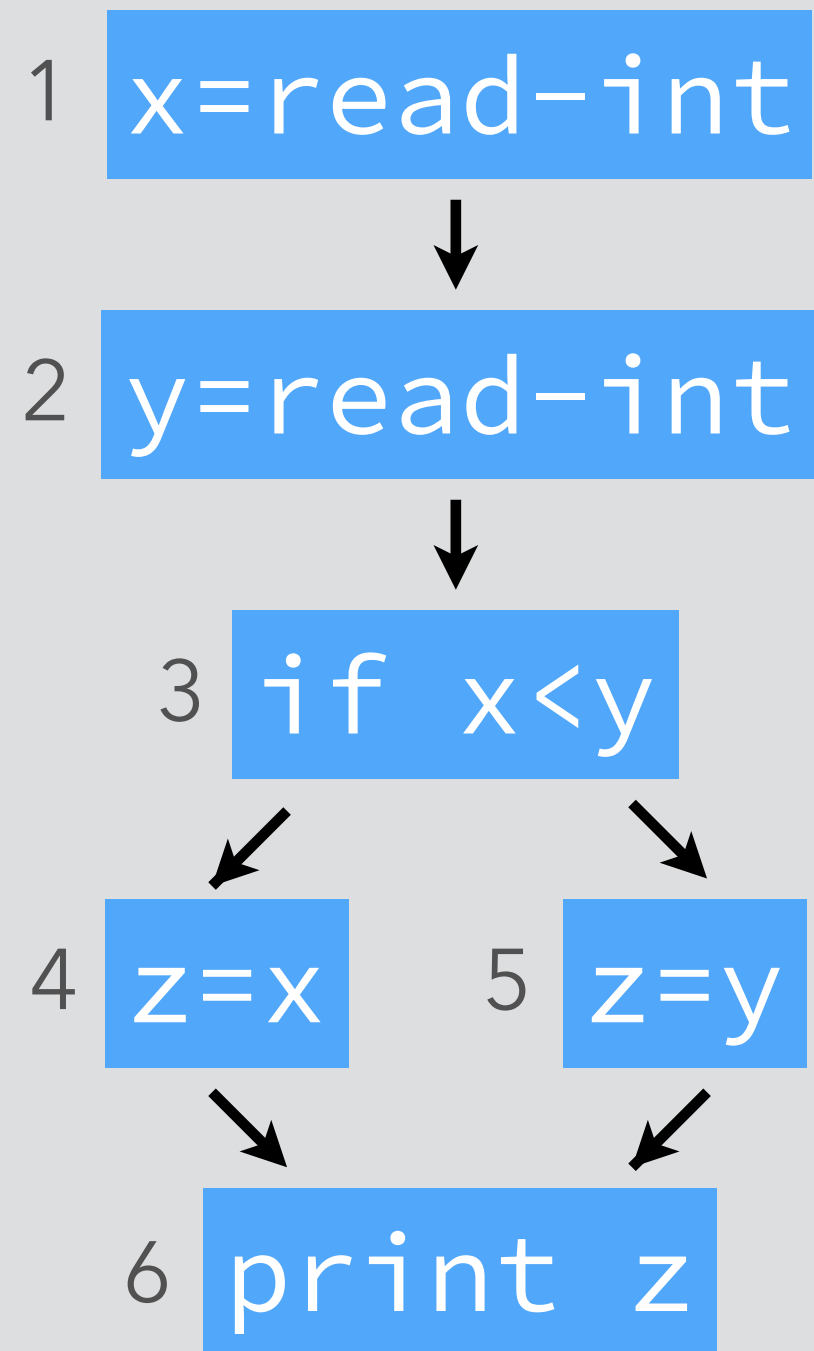 1 x=read-int
2 y=read-int
3 if x<y
4 z=x 5 z=y
6 print z